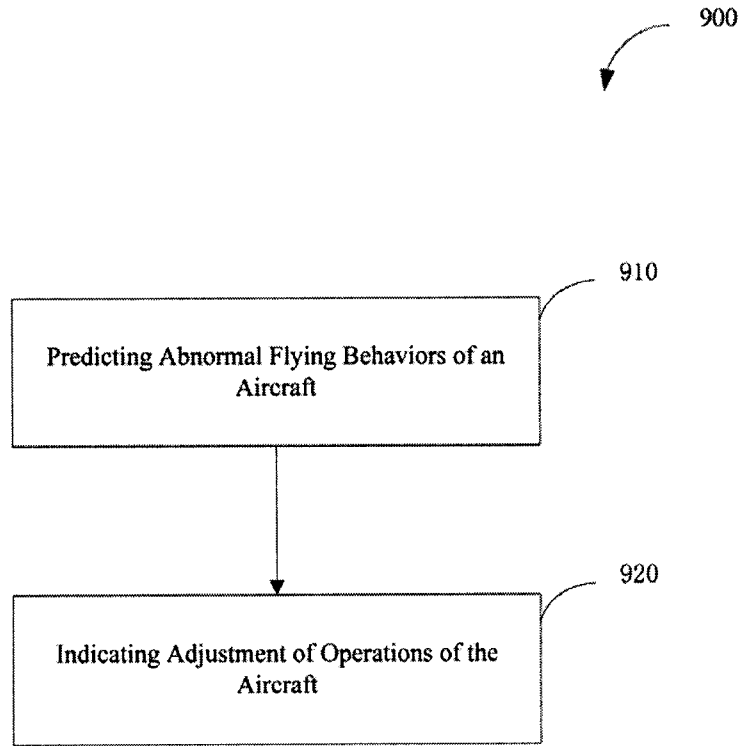 900
910
Predicting Abnormal Flying Behaviors of an
Aircraft
920
Indicating Adjustment of Operations of the
Aircraft